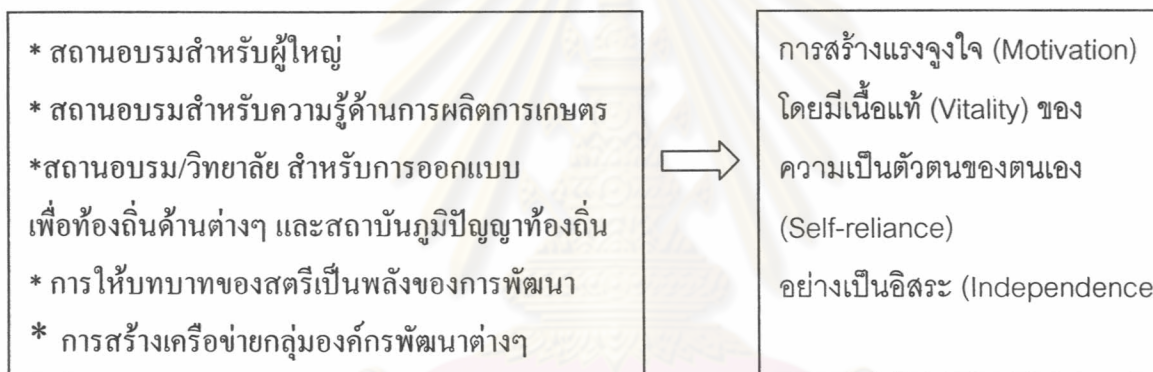 * สถานอบรมสำหรับผู้ใหญ่
* สถานอบรมสำหรับความรู้ด้านการผลิตการเกษตร
*สถานอบรม/วิทยาลัย สำหรับการออกแบบ
เพื่อท้องถิ่นด้านต่างๆ และสถาบันภูมิปัญญาท้องถิ่น
* การให้บทบาทของสตรีเป็นพลังของการพัฒนา
* การสร้างเครือข่ายกลุ่มองค์กรพัฒนาต่างๆ
การสร้างแรงจูงใจ (Motivation)
โดยมีเนื้อแท้ (Vitality) ของ
ความเป็นตัวตนของตนเอง
(Self-reliance)
อย่างเป็นอิสระ (Independence